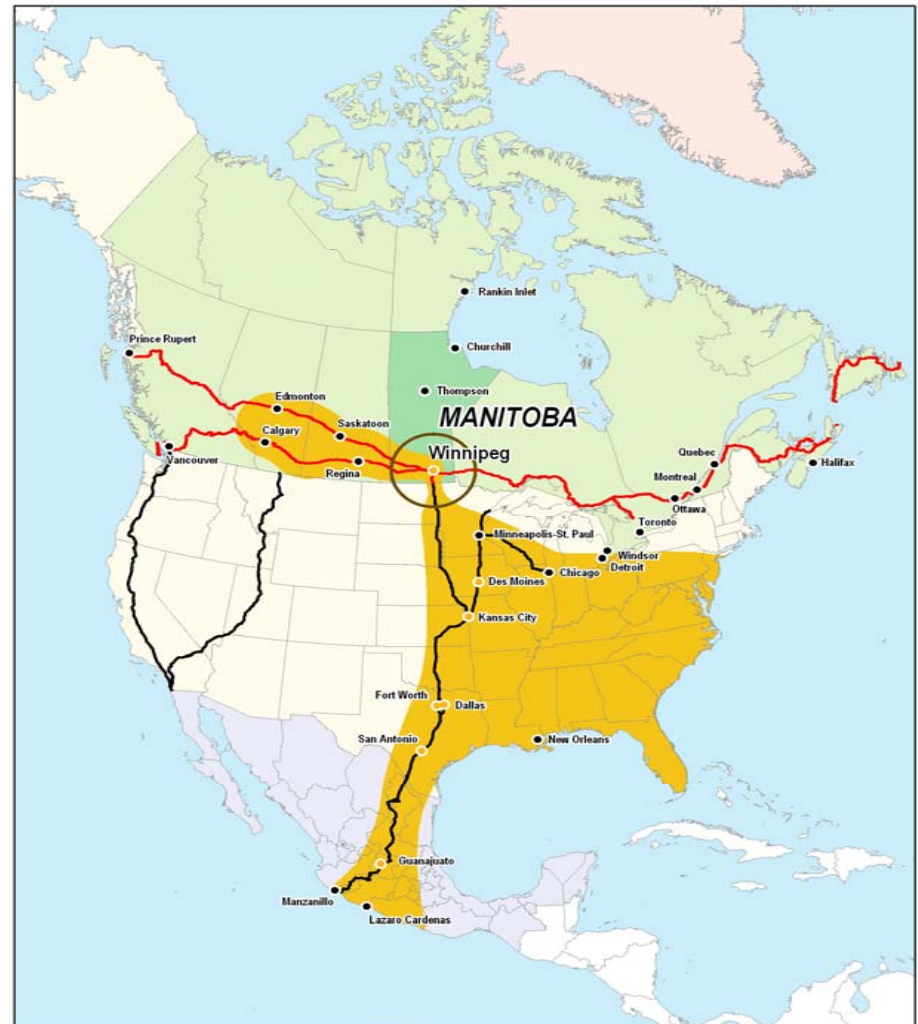 Rankin Inlet
Prince Rupert
Churchill
Thompson
Edmonton
MANITOBA
Saskatoon
Calgary
Winnipeg
Vancouver
Regina
Quebec
Halifax
Montreal
Ottawa
Toronto
Minneapolis-St. Paul
Windsor
Detroit
Chicago
Des Moines
Kansas City
Fort Worth
Dallas
San Antonio
New Orleans
Guanajuato
Manzanillo
Lazaro Cardenas